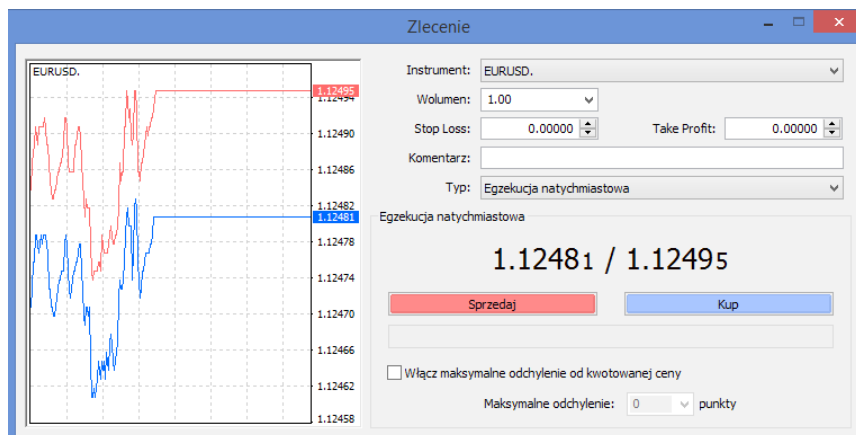 Zlecenie
EURUSD.
1.12495
1.12494
1.12490
1.12486
1.12482
1.12481
1.12478
1.12474
1.12470
1.12466
1.12462
1.12458
Instrument: EURUSD.
Wolumen: 1.00
Stop Loss: 0.00000 Take Profit: 0.00000
Komentarz:
Typ: Egzekucja natychmiastowa
Egzekucja natychmiastowa
1.12481 / 1.12495
Sprzedaj Kup
Włącz maksymalne odchylenie od kwotowanej ceny
Maksymalne odchylenie: 0 punkty